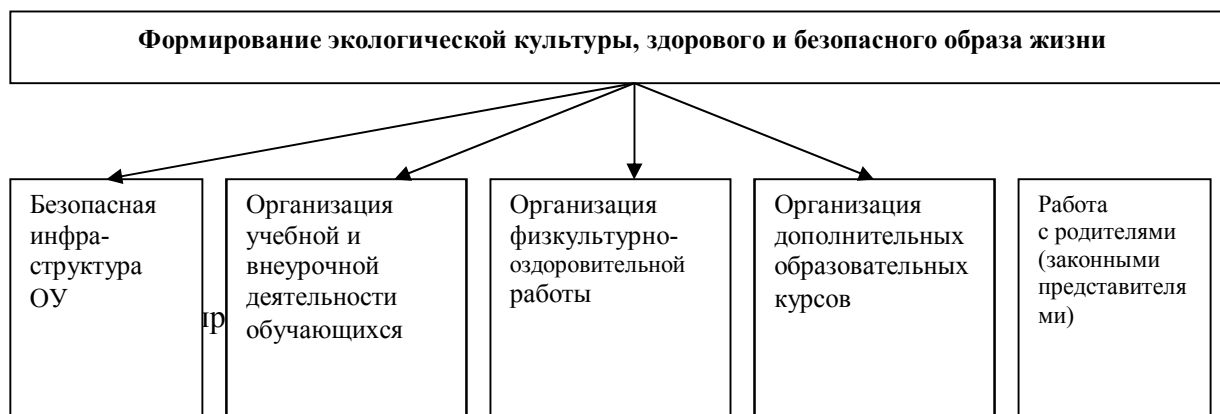 Формирование экологической культуры, здорового и безопасного образа жизни
Безопасная
инфра-
структура
ОУ
Организация
учебной и
внеурочной
деятельности
обучающихся
Организация
физкультурно-
оздоровительной
работы
Организация
дополнительных
образовательных
курсов
Работа
с родителями
(законными
представителя
ми)